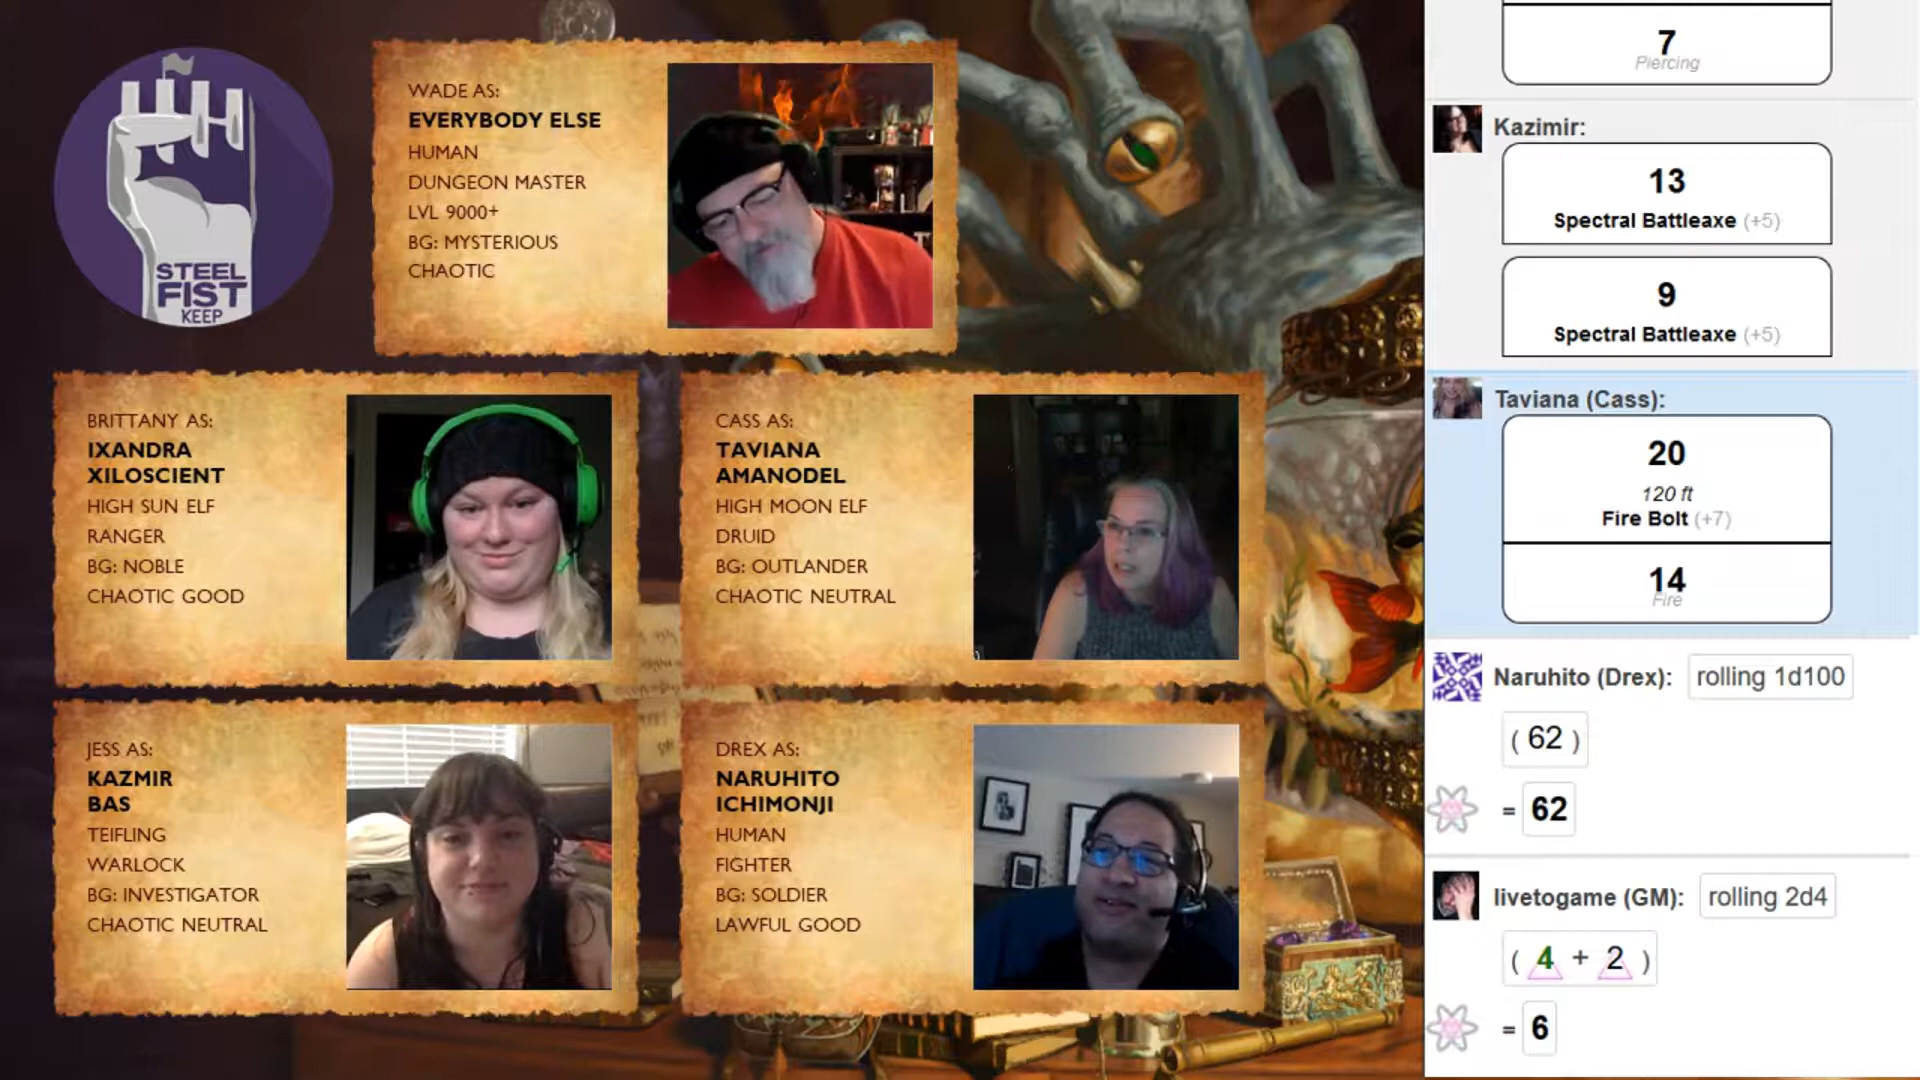 STEEL
FIST
KEEP
WADE AS:
EVERYBODY ELSE
HUMAN
DUNGEON MASTER
LVL 9000+
BG: MYSTERIOUS
CHAOTIC
BRITTANY AS:
IXANDRA
XILOSCIENT
HIGH SUN ELF
RANGER
BG: NOBLE
CHAOTIC GOOD
CASS AS:
TAVIANA
AMANODEL
HIGH MOON ELF
DRUID
BG: OUTLANDER
CHAOTIC NEUTRAL
JESS AS:
KAZMIR
BAS
TEIFLING
WARLOCK
BG: INVESTIGATOR
CHAOTIC NEUTRAL
DREX AS:
NARUHITO
ICHIMONJI
HUMAN
FIGHTER
BG: SOLDIER
LAWFUL GOOD
7
Piercing
Kazimir:
13
Spectral Battleaxe (+5)
9
Spectral Battleaxe (+5)
Taviana (Cass):
20
120 ft
Fire Bolt (+7)
14
Fire
Naruhito (Drex): rolling 1d100
( 62 )
= 62
livetogame (GM): rolling 2d4
( 4 + 2 )
= 6